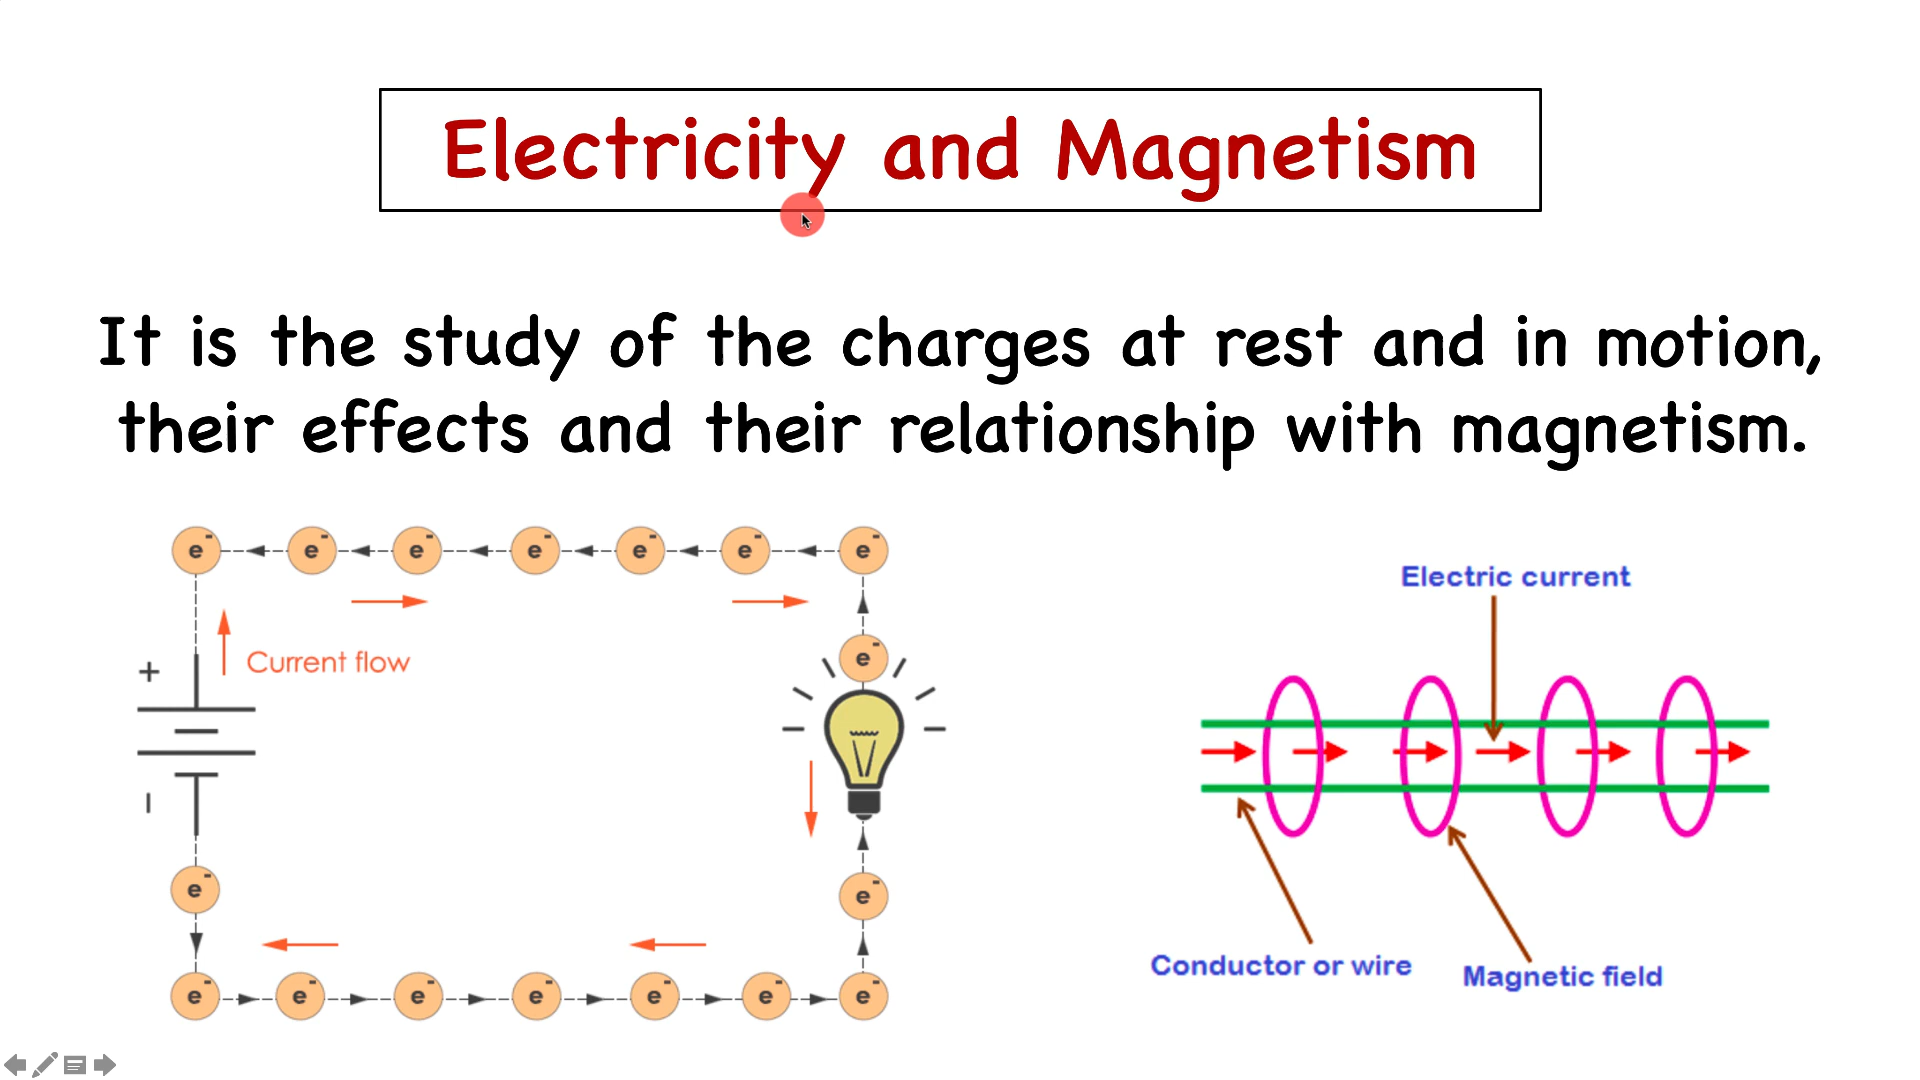 Electricity and Magnetism
It is the study of the charges at rest and in motion,
their effects and their relationship with magnetism.
e- e- e- e- e- e- e-
Electric current
+ Current flow
e-
-
e- e-
Conductor or wire
Magnetic field
e- e- e- e- e- e- e-